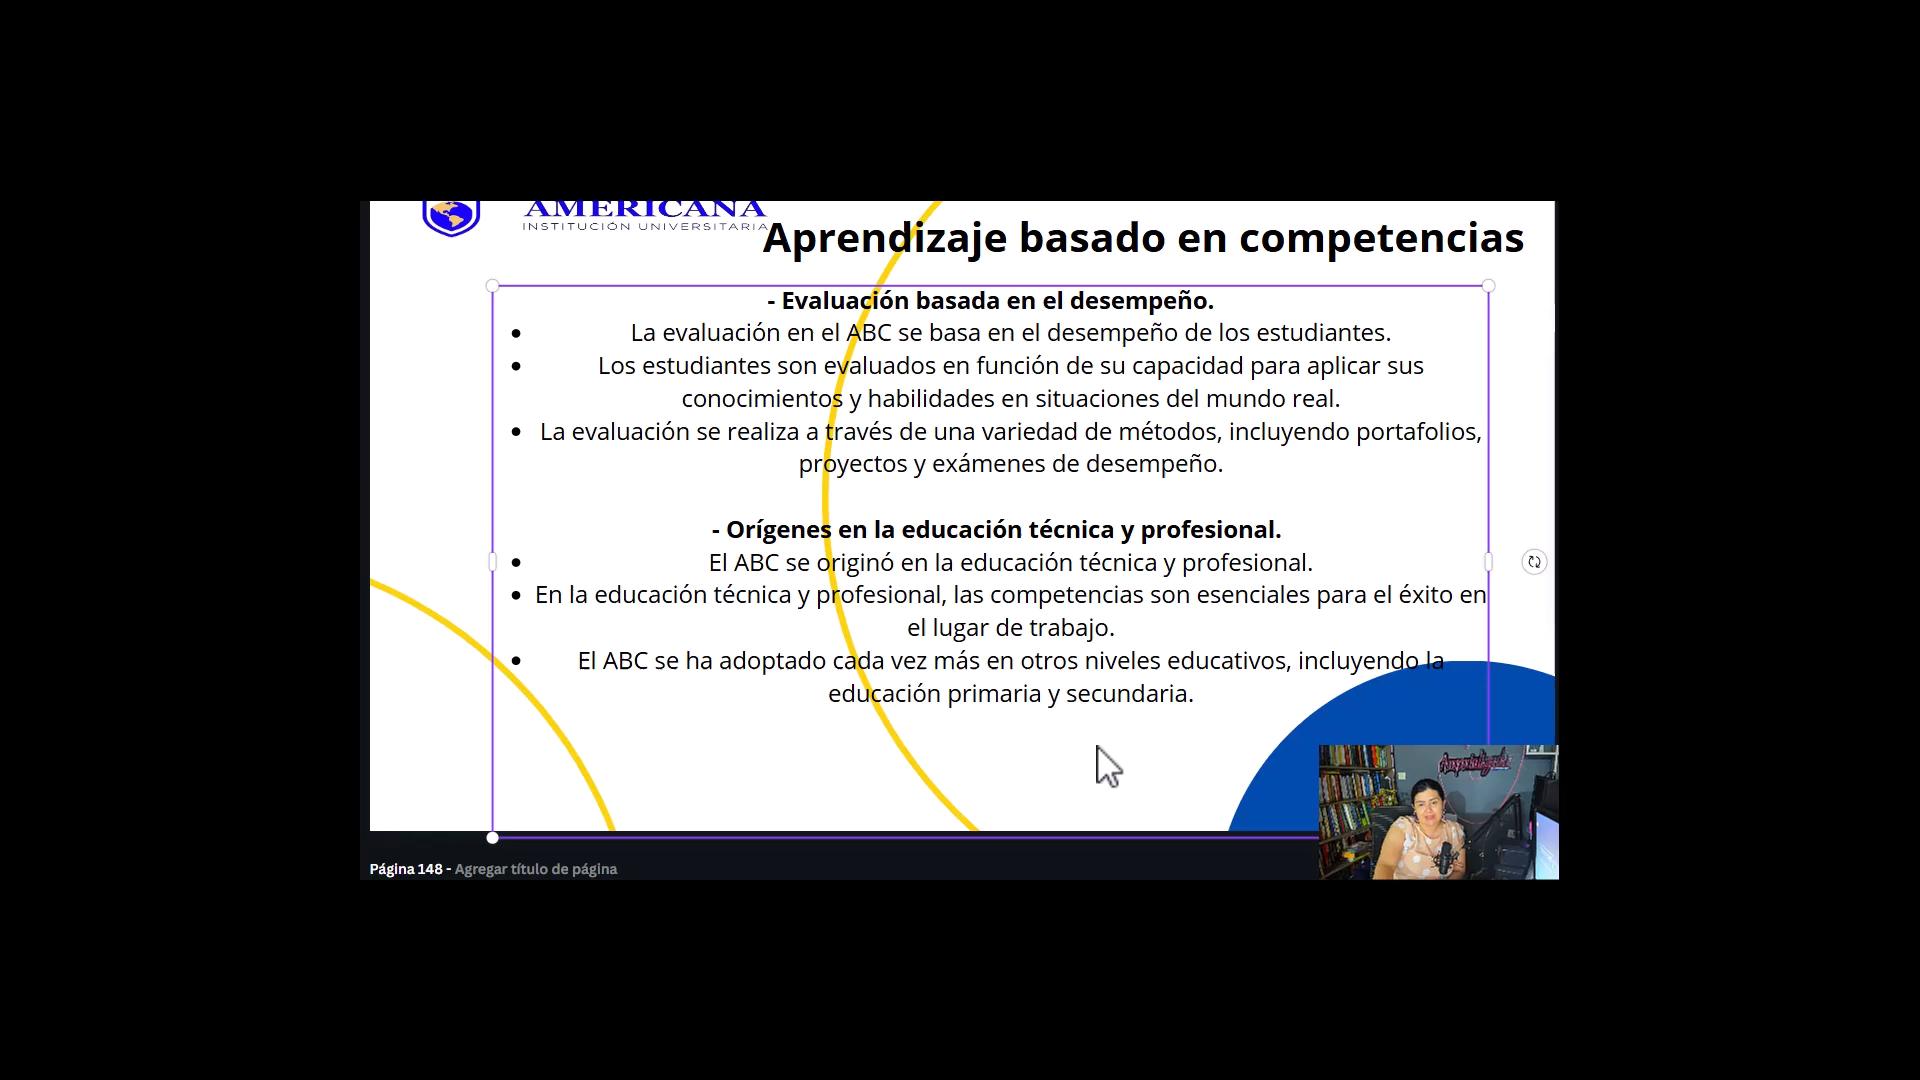 AMERICANA
INSTITUCIÓN UNIVERSITARIA
Aprendizaje basado en competencias
- Evaluación basada en el desempeño.
• La evaluación en el ABC se basa en el desempeño de los estudiantes.
• Los estudiantes son evaluados en función de su capacidad para aplicar sus
conocimientos y habilidades en situaciones del mundo real.
• La evaluación se realiza a través de una variedad de métodos, incluyendo portafolios,
proyectos y exámenes de desempeño.
- Orígenes en la educación técnica y profesional.
• El ABC se originó en la educación técnica y profesional.
• En la educación técnica y profesional, las competencias son esenciales para el éxito en
el lugar de trabajo.
• El ABC se ha adoptado cada vez más en otros niveles educativos, incluyendo la
educación primaria y secundaria.
Página 148 - Agregar título de página